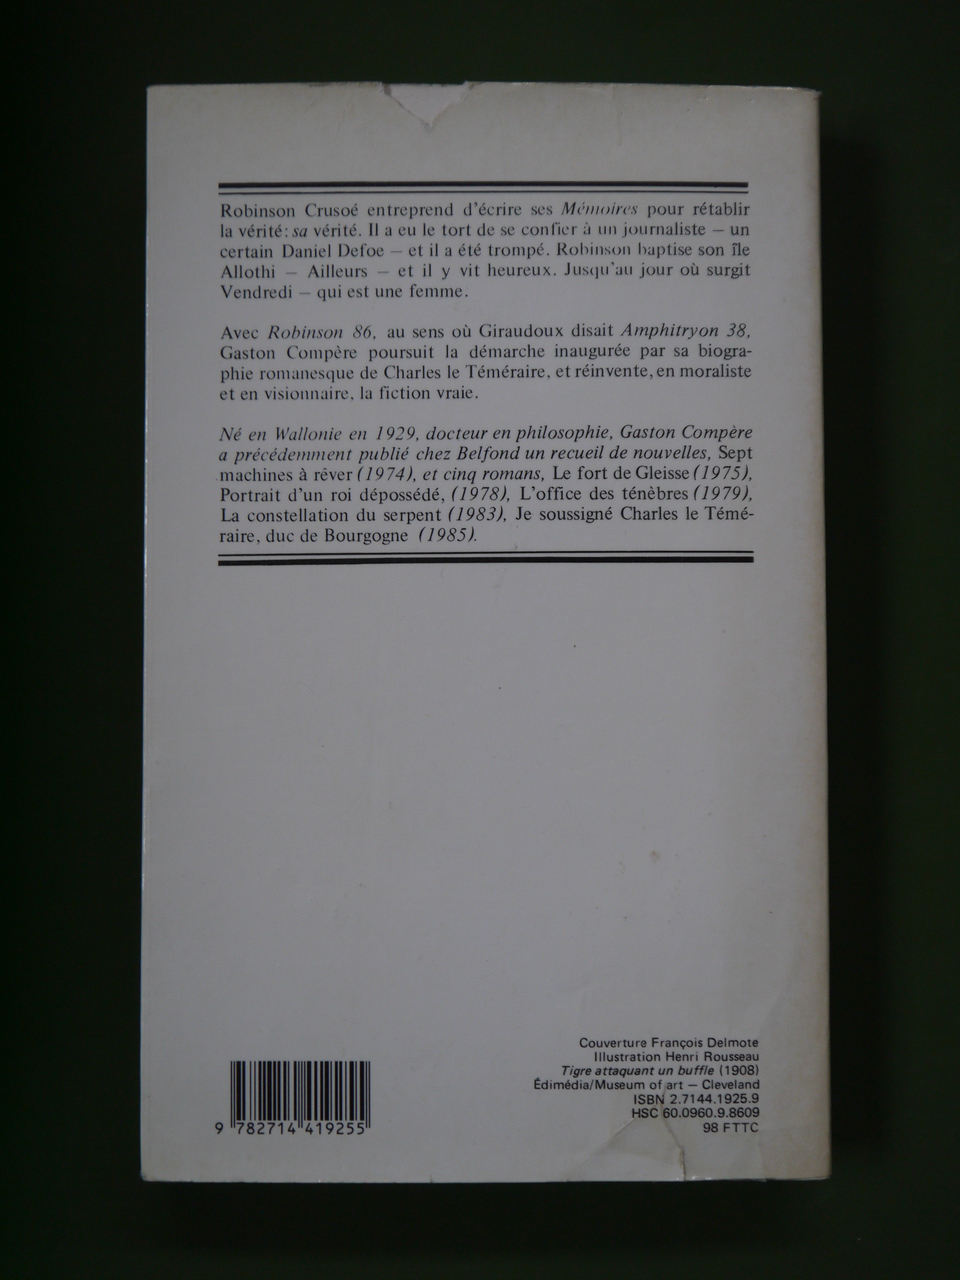 Robinson Crusoé entreprend d'écrire ses Mémoires pour rétablir
la vérité: sa vérité. Il a eu le tort de se confier à un journaliste — un
certain Daniel Defoe — et il a été trompé. Robinson baptise son île
Allothi — Ailleurs — et il y vit heureux. Jusqu'au jour où surgit
Vendredi — qui est une femme.
Avec Robinson 86, au sens où Giraudoux disait Amphitryon 38,
Gaston Compère poursuit la démarche inaugurée par sa biogra-
phie romanesque de Charles le Téméraire, et réinvente, en moraliste
et en visionnaire, la fiction vraie.
Né en Wallonie en 1929, docteur en philosophie, Gaston Compère
a précédemment publié chez Belfond un recueil de nouvelles, Sept
machines à rêver (1974), et cinq romans, Le fort de Gleisse (1975),
Portrait d'un roi dépossédé, (1978), L'office des ténèbres (1979),
La constellation du serpent (1983), Je soussigné Charles le Témé-
raire, duc de Bourgogne (1985).
Couverture François Delmote
Illustration Henri Rousseau
Tigre attaquant un buffle (1908)
Édimédia/Museum of art — Cleveland
ISBN 2.7144.1925.9
HSC 60.0960.9.8609
98 FTTC
9 782714 419255